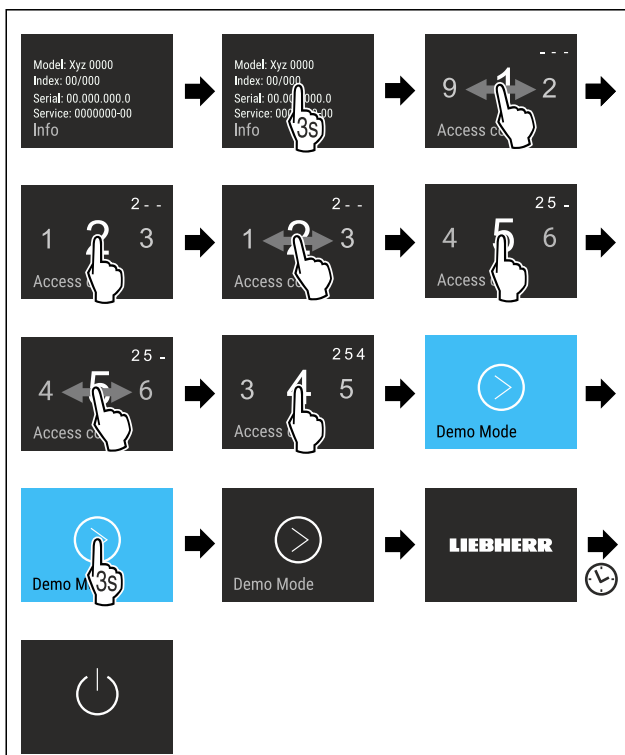 Model: Xyz 0000
Index: 00/000
Serial: 00.000.000.0
Service: 0000000-00
Info
Model: Xyz 0000
Index: 00/000
Serial: 00.00 .0
Service: 000 -00
Info
3s
- - -
9 1 2
Access co
2 - -
1 2 3
Access c
2 - -
1 2 3
Access co
2 5 -
4 5 6
Access c
2 5 -
4 5 6
Access co
2 5 4
3 4 5
Access
Demo Mode
Demo M
3s
Demo Mode
LIEBHERR